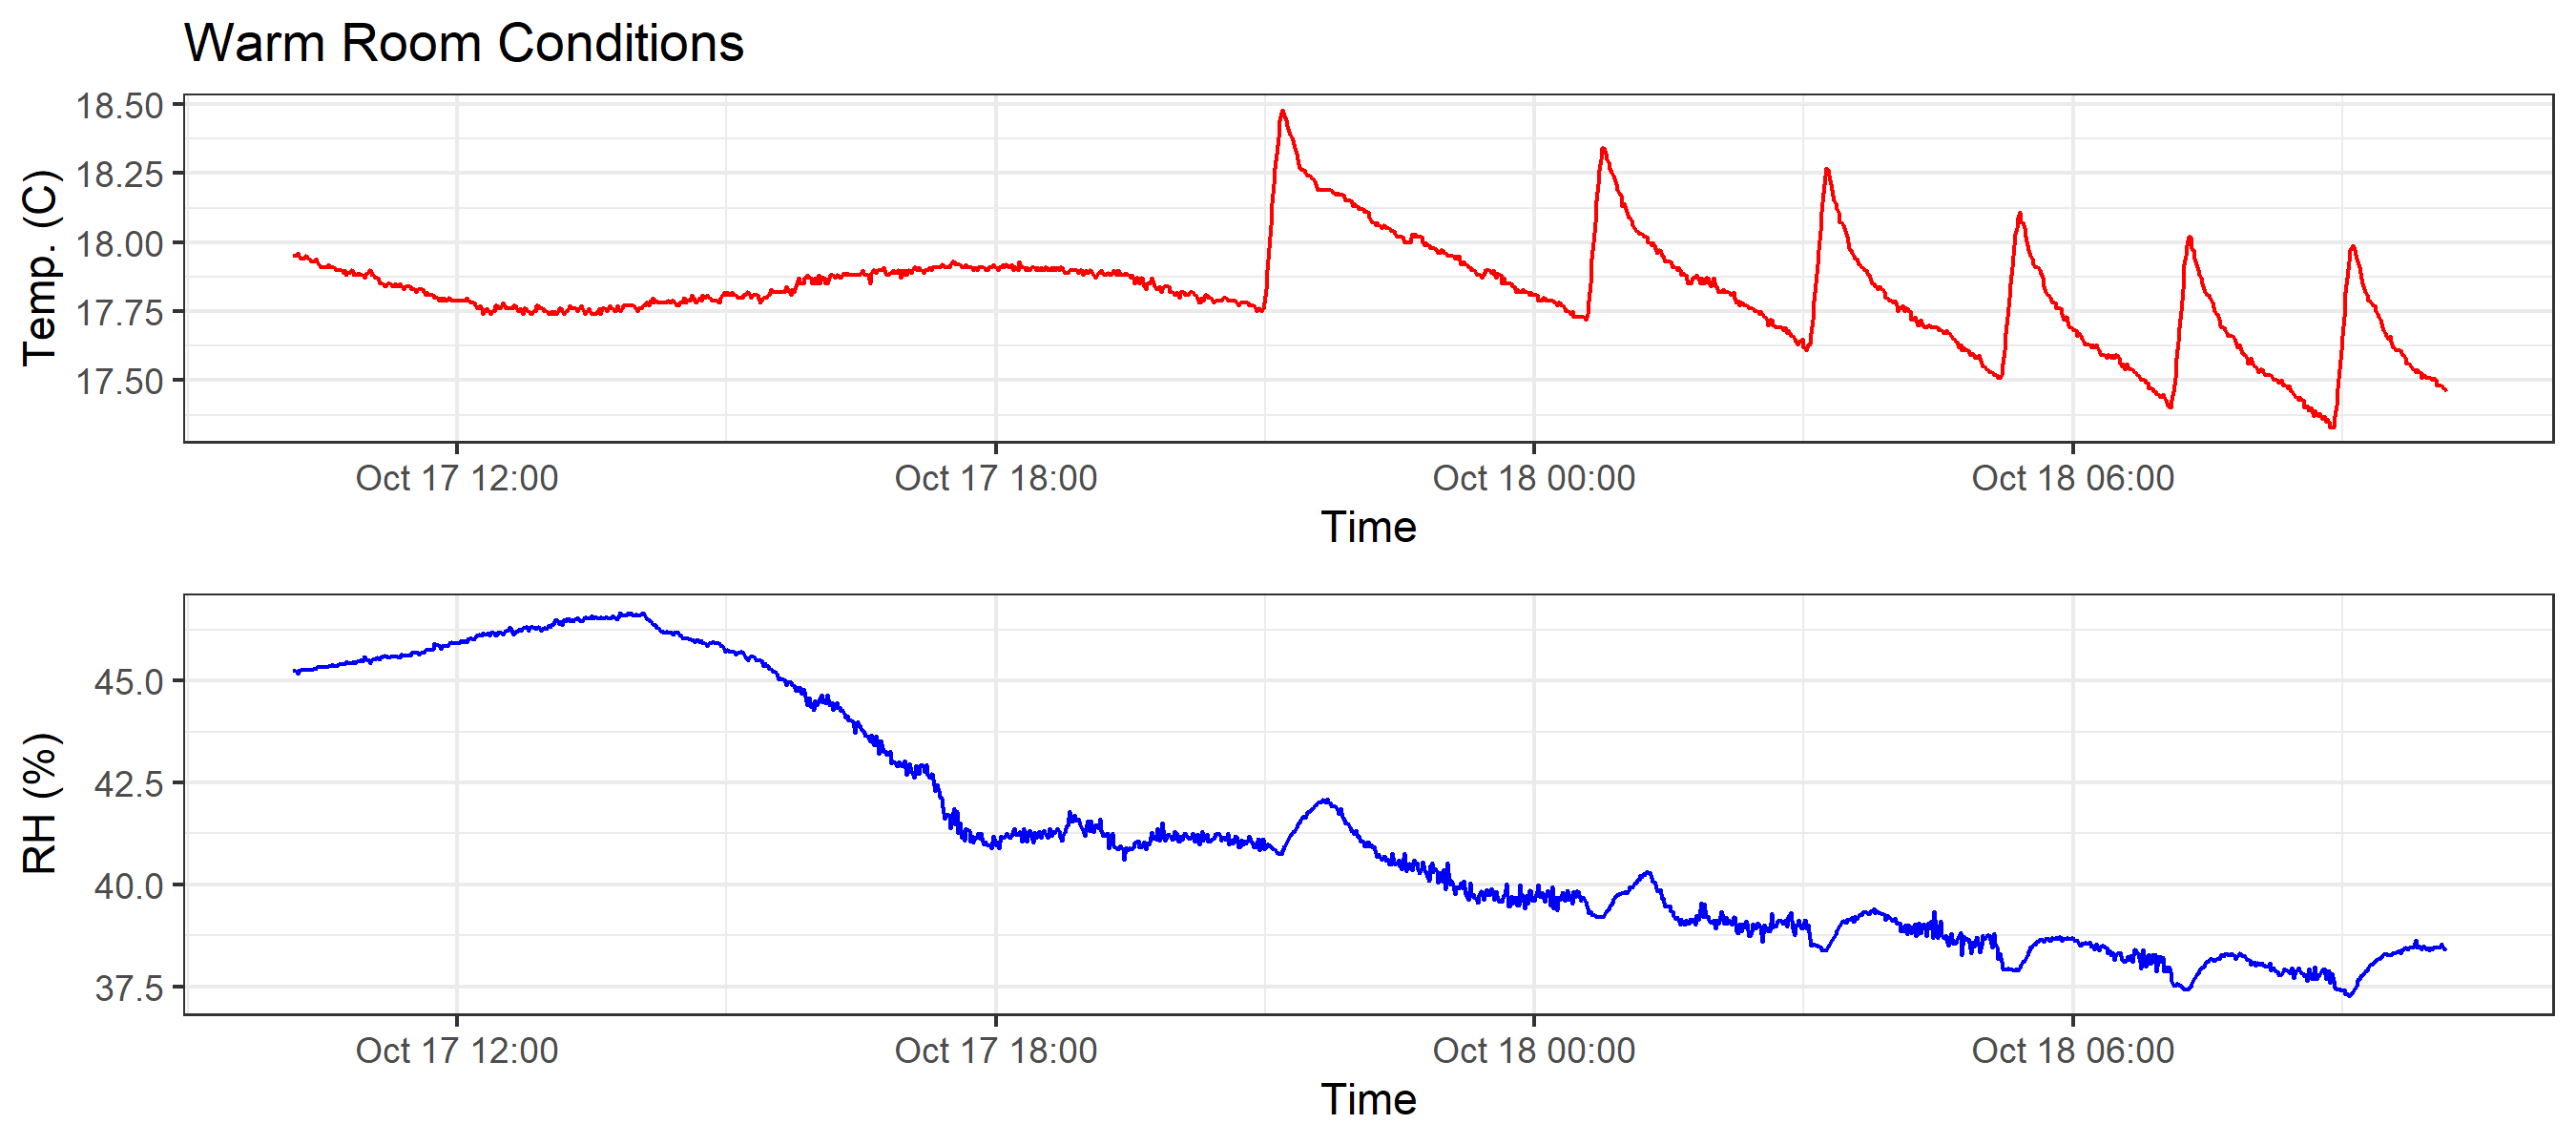 Warm Room Conditions
Temp. (C)
18.50
18.25
18.00
17.75
17.50
Oct 17 12:00 Oct 17 18:00 Oct 18 00:00 Oct 18 06:00
Time
RH (%)
45.0
42.5
40.0
37.5
Oct 17 12:00 Oct 17 18:00 Oct 18 00:00 Oct 18 06:00
Time